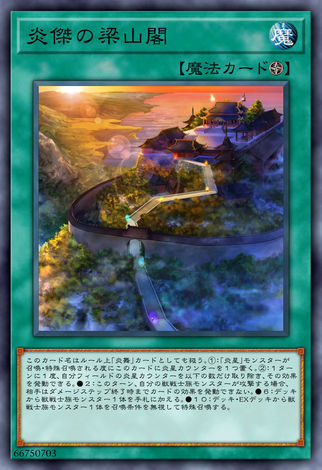 炎傑の梁山閣
魔
【魔法カード】
このカード名はルール上「炎舞」カードとしても扱う。①:「炎星」モンスターが
召喚・特殊召喚される度にこのカードに炎星カウンターを1つ置く。②:1ター
ンに1度、自分フィールドの炎星カウンターを以下の数だけ取り除き、その効果
を発動できる。●2:このターン、自分の獣戦士族モンスターが攻撃する場合、
相手はダメージステップ終了時までカードの効果を発動できない。●6:デッキ
から獣戦士族モンスター1体を手札に加える。●10:デッキ・EXデッキから獣
戦士族モンスター1体を召喚条件を無視して特殊召喚する。
66750703